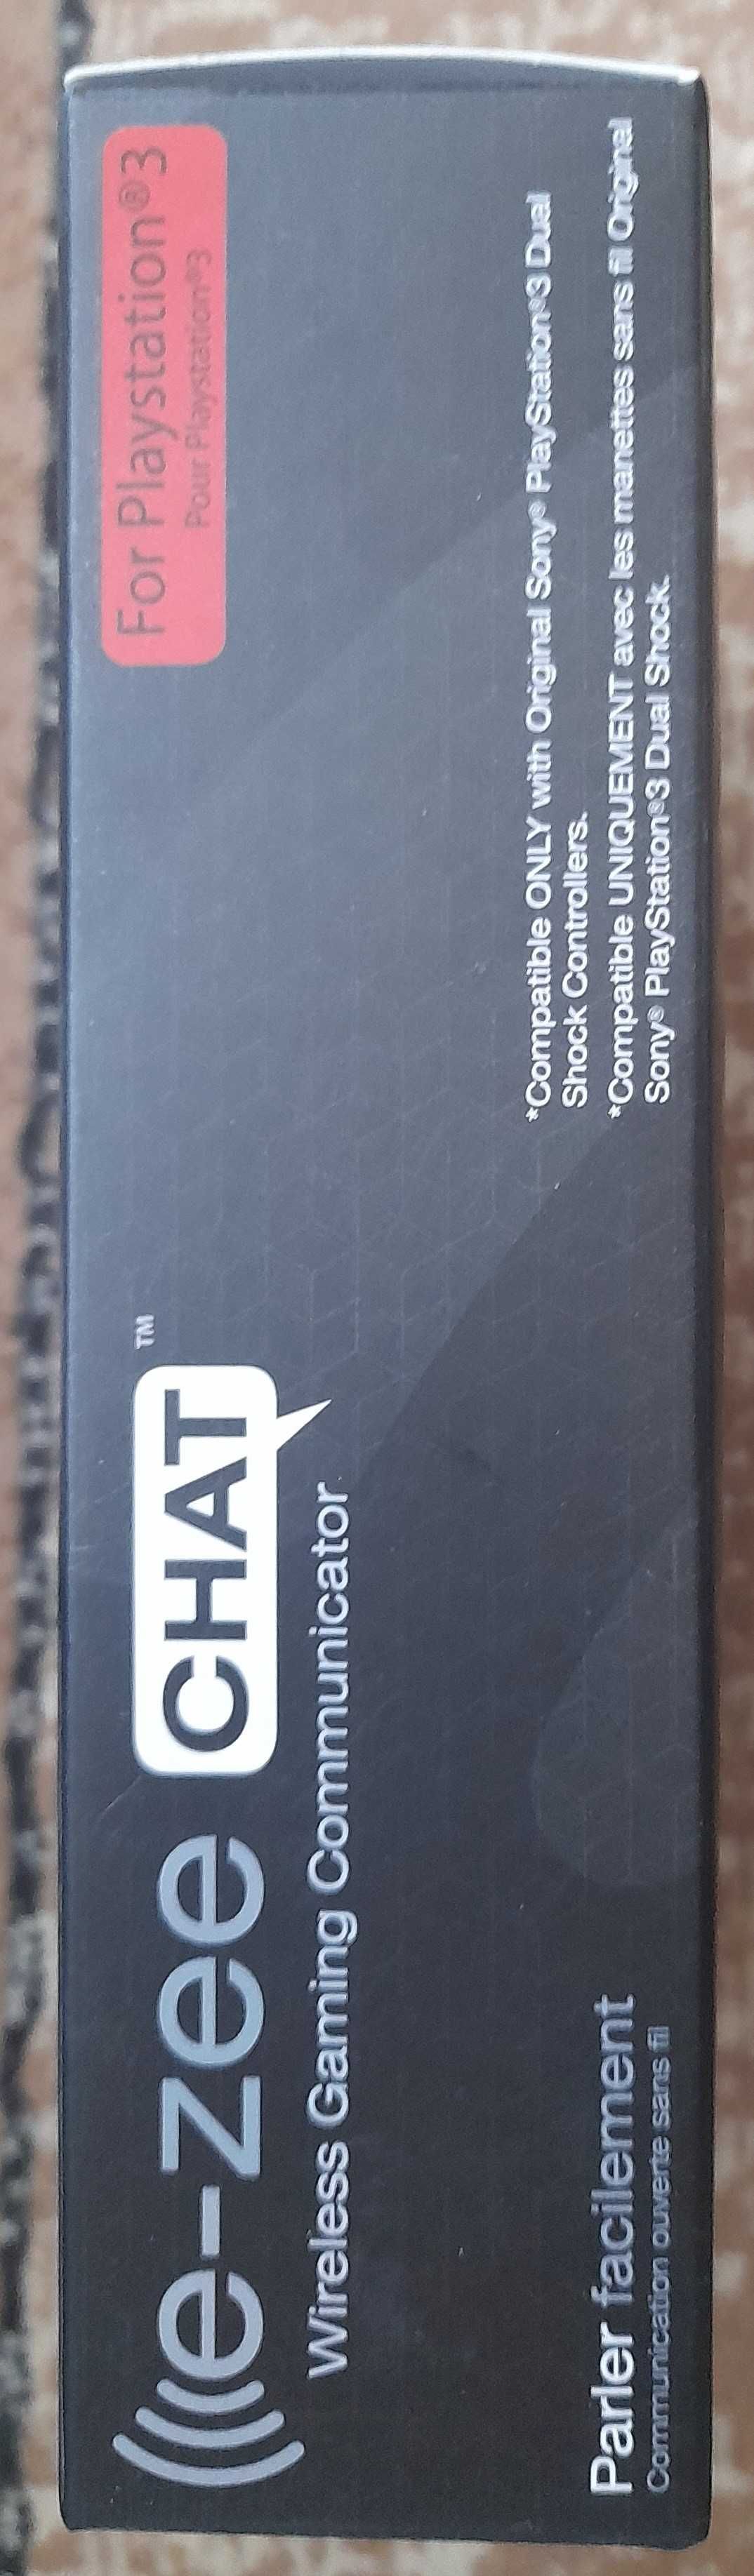 e-zee CHAT™
Wireless Gaming Communicator
Parler facilement
Communication ouverte sans fil
For Playstation®3
Pour Playstation®3
*Compatible ONLY with Original Sony® PlayStation®3 Dual
Shock Controllers.
*Compatible UNIQUEMENT avec les manettes sans fil Original
Sony® PlayStation®3 Dual Shock.